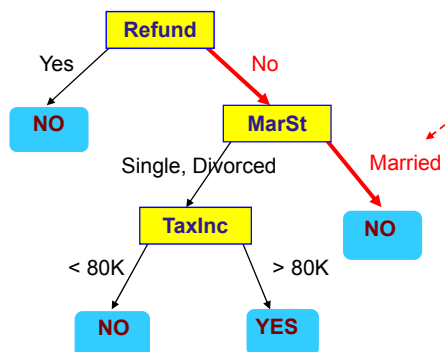 Refund
Yes
No
NO
MarSt
Single, Divorced
Married
TaxInc
NO
< 80K
> 80K
NO
YES